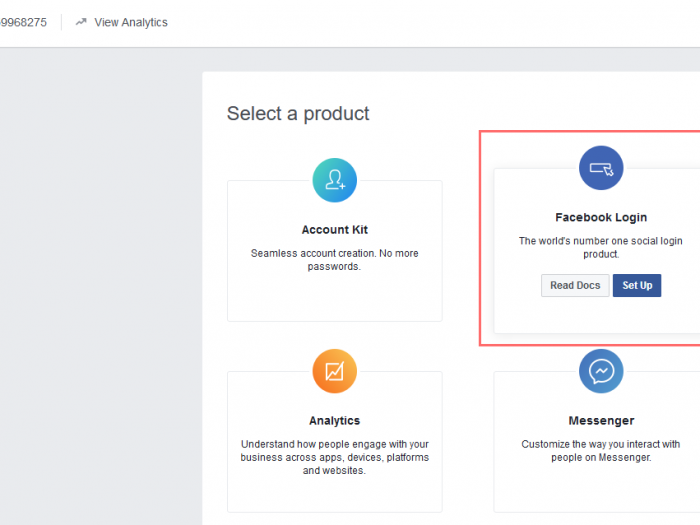 9968275
View Analytics
Select a product
Account Kit
Seamless account creation. No more
passwords.
Facebook Login
The world's number one social login
product.
Read Docs
Set Up
Analytics
Understand how people engage with your
business across apps, devices, platforms
and websites.
Messenger
Customize the way you interact with
people on Messenger.